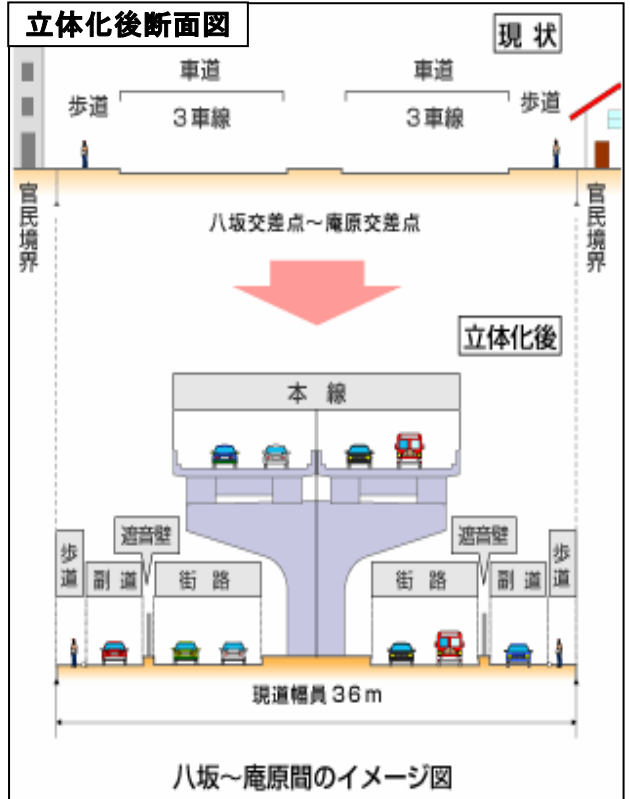 立体化後断面図
現状
車道
車道
歩道
3車線
3車線
歩道
官民境界
官民境界
八坂交差点～庵原交差点
立体化後
本線
歩道
副道
遮音壁
街路
街路
遮音壁
副道
歩道
現道幅員36m
八坂～庵原間のイメージ図